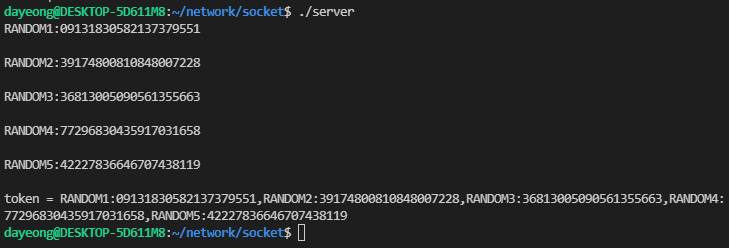 dayeong@DESKTOP-5D611M8:~/network/socket$ ./server
RANDOM1:09131830582137379551
RANDOM2:39174800810848007228
RANDOM3:36813005090561355663
RANDOM4:77296830435917031658
RANDOM5:42227836646707438119
token = RANDOM1:09131830582137379551,RANDOM2:39174800810848007228,RANDOM3:36813005090561355663,RANDOM4:
77296830435917031658,RANDOM5:42227836646707438119
dayeong@DESKTOP-5D611M8:~/network/socket$